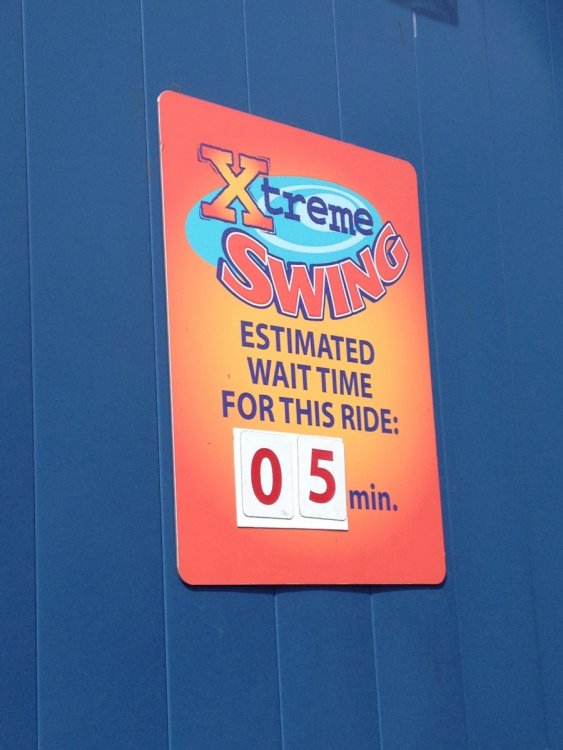 Xtreme
SWING
ESTIMATED
WAIT TIME
FOR THIS RIDE:
05 min.